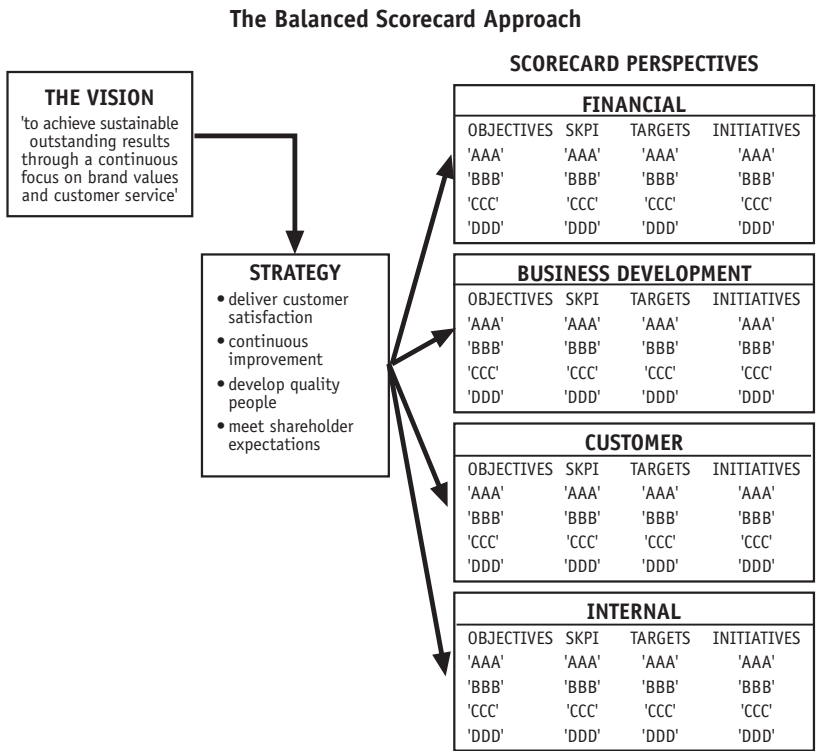 The Balanced Scorecard Approach
THE VISION
'to achieve sustainable
outstanding results
through a continuous
focus on brand values
and customer service'
STRATEGY
• deliver customer
satisfaction
• continuous
improvement
• develop quality
people
• meet shareholder
expectations
SCORECARD PERSPECTIVES
FINANCIAL
OBJECTIVES SKPI TARGETS INITIATIVES
'AAA' 'AAA' 'AAA' 'AAA'
'BBB' 'BBB' 'BBB' 'BBB'
'CCC' 'CCC' 'CCC' 'CCC'
'DDD' 'DDD' 'DDD' 'DDD'
BUSINESS DEVELOPMENT
OBJECTIVES SKPI TARGETS INITIATIVES
'AAA' 'AAA' 'AAA' 'AAA'
'BBB' 'BBB' 'BBB' 'BBB'
'CCC' 'CCC' 'CCC' 'CCC'
'DDD' 'DDD' 'DDD' 'DDD'
CUSTOMER
OBJECTIVES SKPI TARGETS INITIATIVES
'AAA' 'AAA' 'AAA' 'AAA'
'BBB' 'BBB' 'BBB' 'BBB'
'CCC' 'CCC' 'CCC' 'CCC'
'DDD' 'DDD' 'DDD' 'DDD'
INTERNAL
OBJECTIVES SKPI TARGETS INITIATIVES
'AAA' 'AAA' 'AAA' 'AAA'
'BBB' 'BBB' 'BBB' 'BBB'
'CCC' 'CCC' 'CCC' 'CCC'
'DDD' 'DDD' 'DDD' 'DDD'